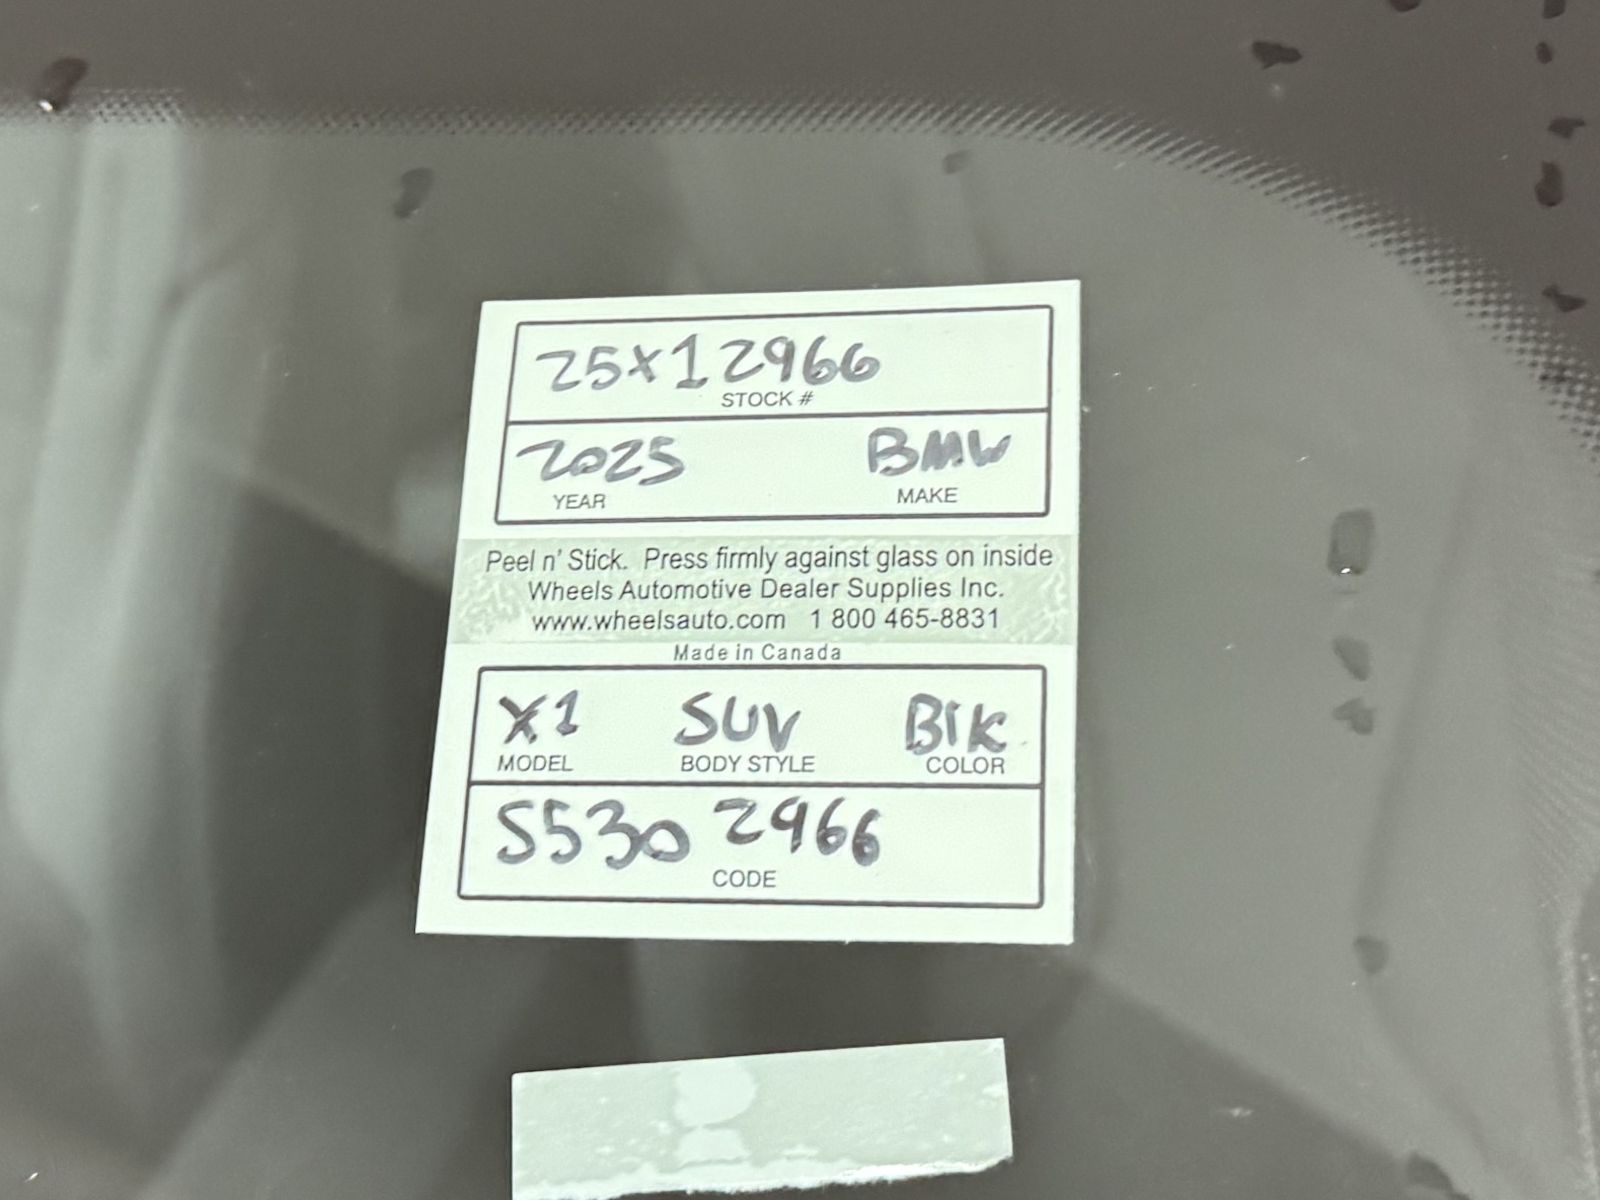 25X12966
STOCK #
2025 BMW
YEAR MAKE
Peel n' Stick. Press firmly against glass on inside
Wheels Automotive Dealer Supplies Inc.
www.wheelsauto.com 1 800 465-8831
Made in Canada
X1 SUV Blk
MODEL BODY STYLE COLOR
S530 2966
CODE